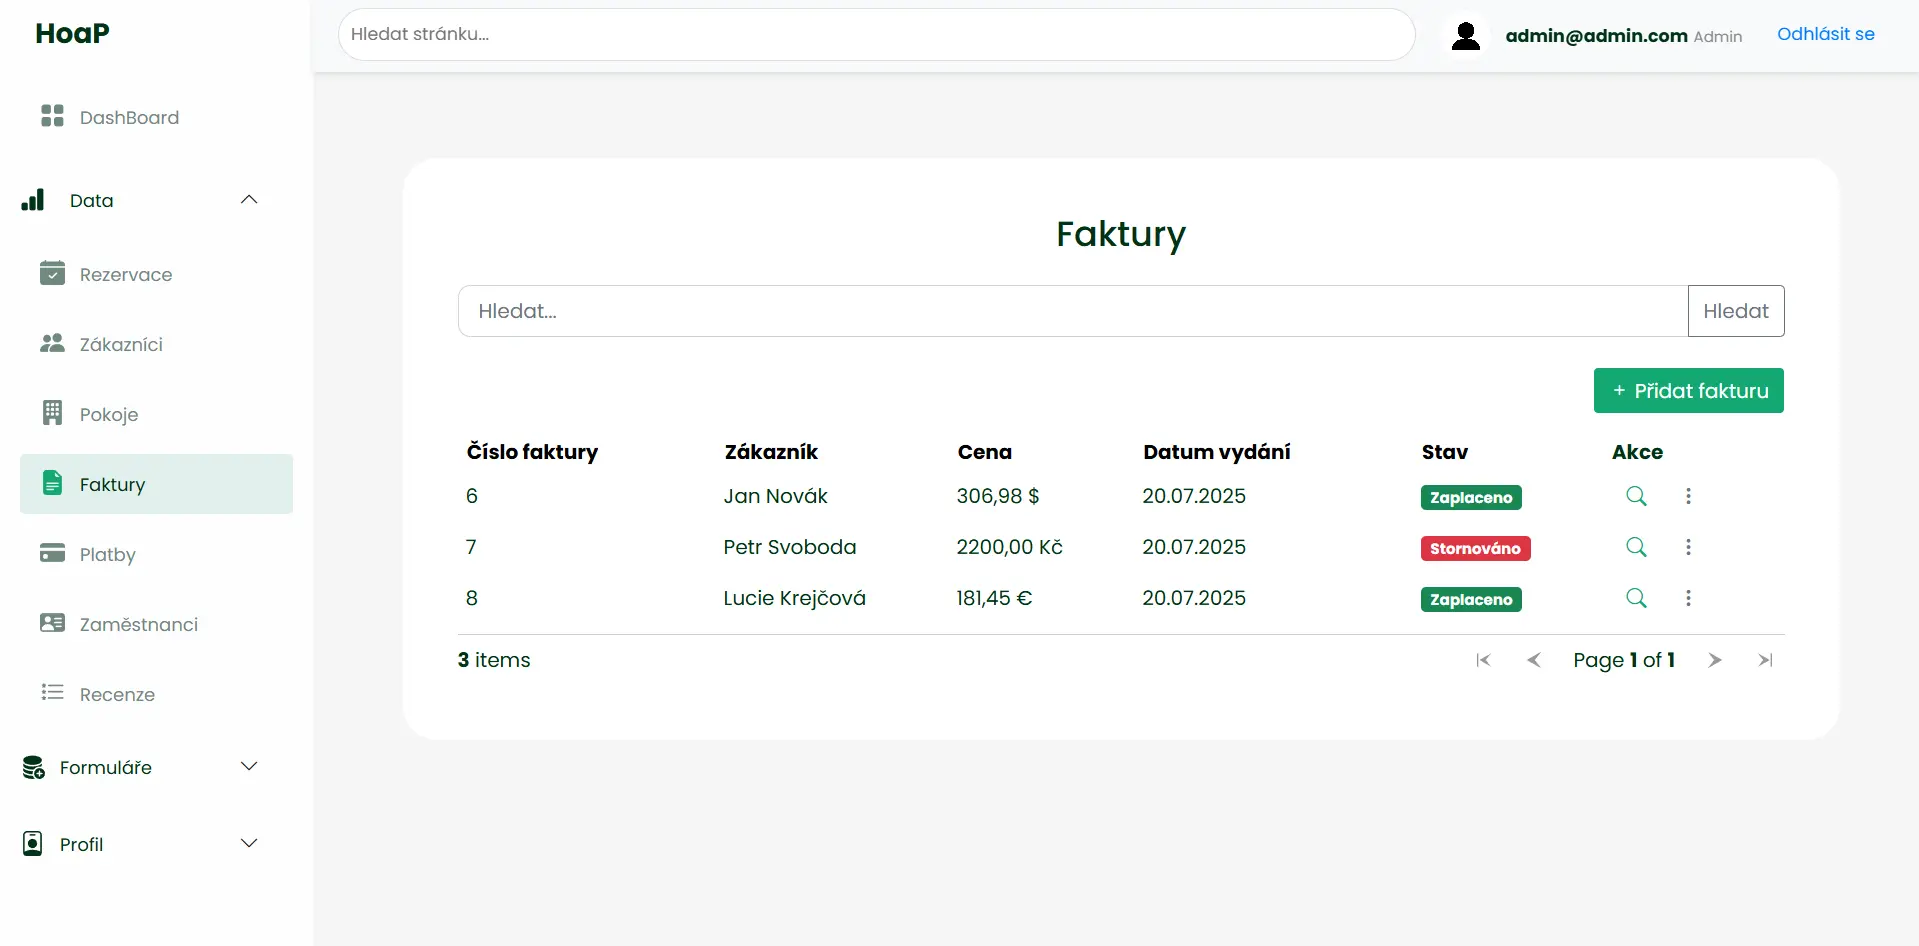 HoaP
Hledat stránku...
admin@admin.com Admin
Odhlásit se
DashBoard
Data
Rezervace
Zákazníci
Pokoje
Faktury
Platby
Zaměstnanci
Recenze
Formuláře
Profil
Faktury
Hledat...
Hledat
+ Přidat fakturu
Číslo faktury Zákazník Cena Datum vydání Stav Akce
6 Jan Novák 306,98 $ 20.07.2025 Zaplaceno
7 Petr Svoboda 2200,00 Kč 20.07.2025 Stornováno
8 Lucie Krejčová 181,45 € 20.07.2025 Zaplaceno
3 items
Page 1 of 1